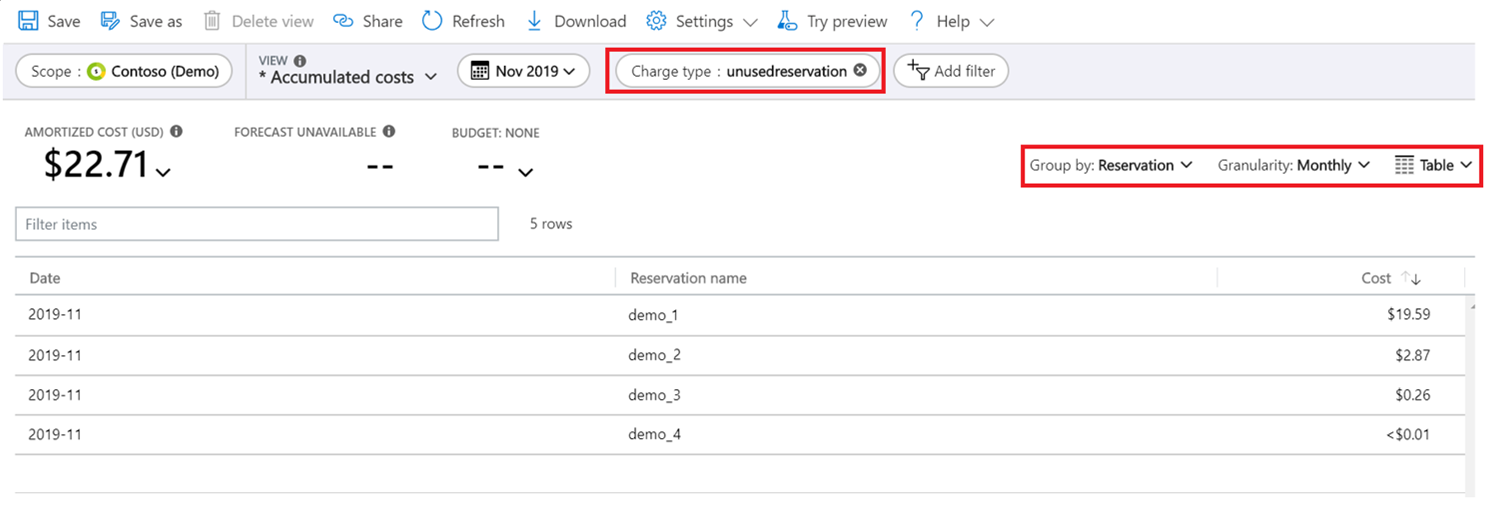 Save Save as Delete view Share Refresh Download Settings Try preview ? Help
Scope : Contoso (Demo) VIEW * Accumulated costs Nov 2019 Charge type : unusedreservation Add filter
AMORTIZED COST (USD) FORECAST UNAVAILABLE BUDGET: NONE
$22.71 -- --
Group by: Reservation Granularity: Monthly Table
Filter items 5 rows
Date Reservation name Cost
2019-11 demo_1 $19.59
2019-11 demo_2 $2.87
2019-11 demo_3 $0.26
2019-11 demo_4 <$0.01